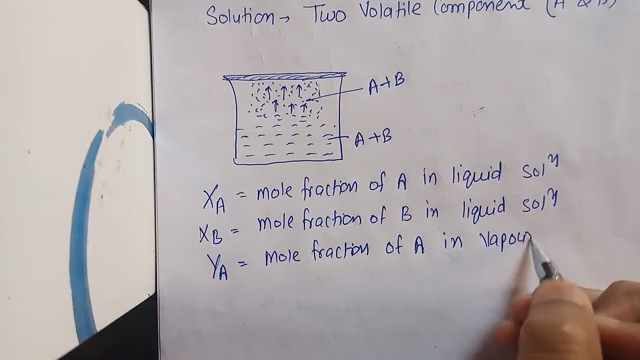 Solution → Two Volatile Component (A & B)
A+B
A+B
XA = mole fraction of A in liquid solⁿ
XB = mole fraction of B in liquid solⁿ
YA = Mole fraction of A in Vapou